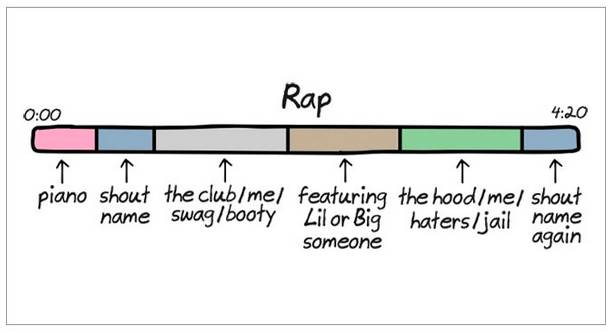 Rap
0:00
4:20
piano
shout
name
the club/me/
swag/booty
featuring
Lil or Big
someone
the hood/me/
haters/jail
shout
name
again